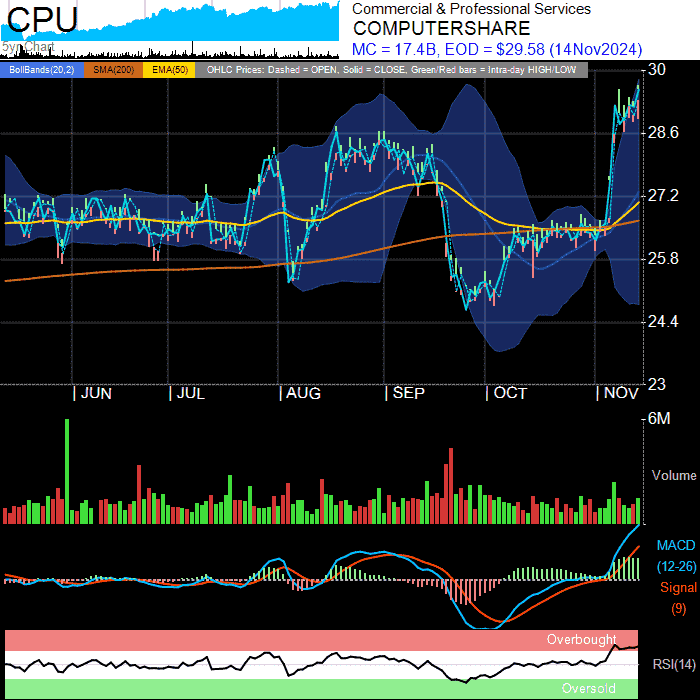 CPU
5yr Chart
Commercial & Professional Services
COMPUTERSHARE
MC = 17.4B, EOD = $29.58 (14Nov2024)
BollBands(20,2) SMA(200) EMA(50) OHLC Prices: Dashed = OPEN, Solid = CLOSE, Green/Red bars = Intra-day HIGH/LOW
30
28.6
27.2
25.8
24.4
23
JUN JUL AUG SEP OCT NOV
6M
Volume
MACD
(12-26)
Signal
(9)
Overbought
RSI(14)
Oversold